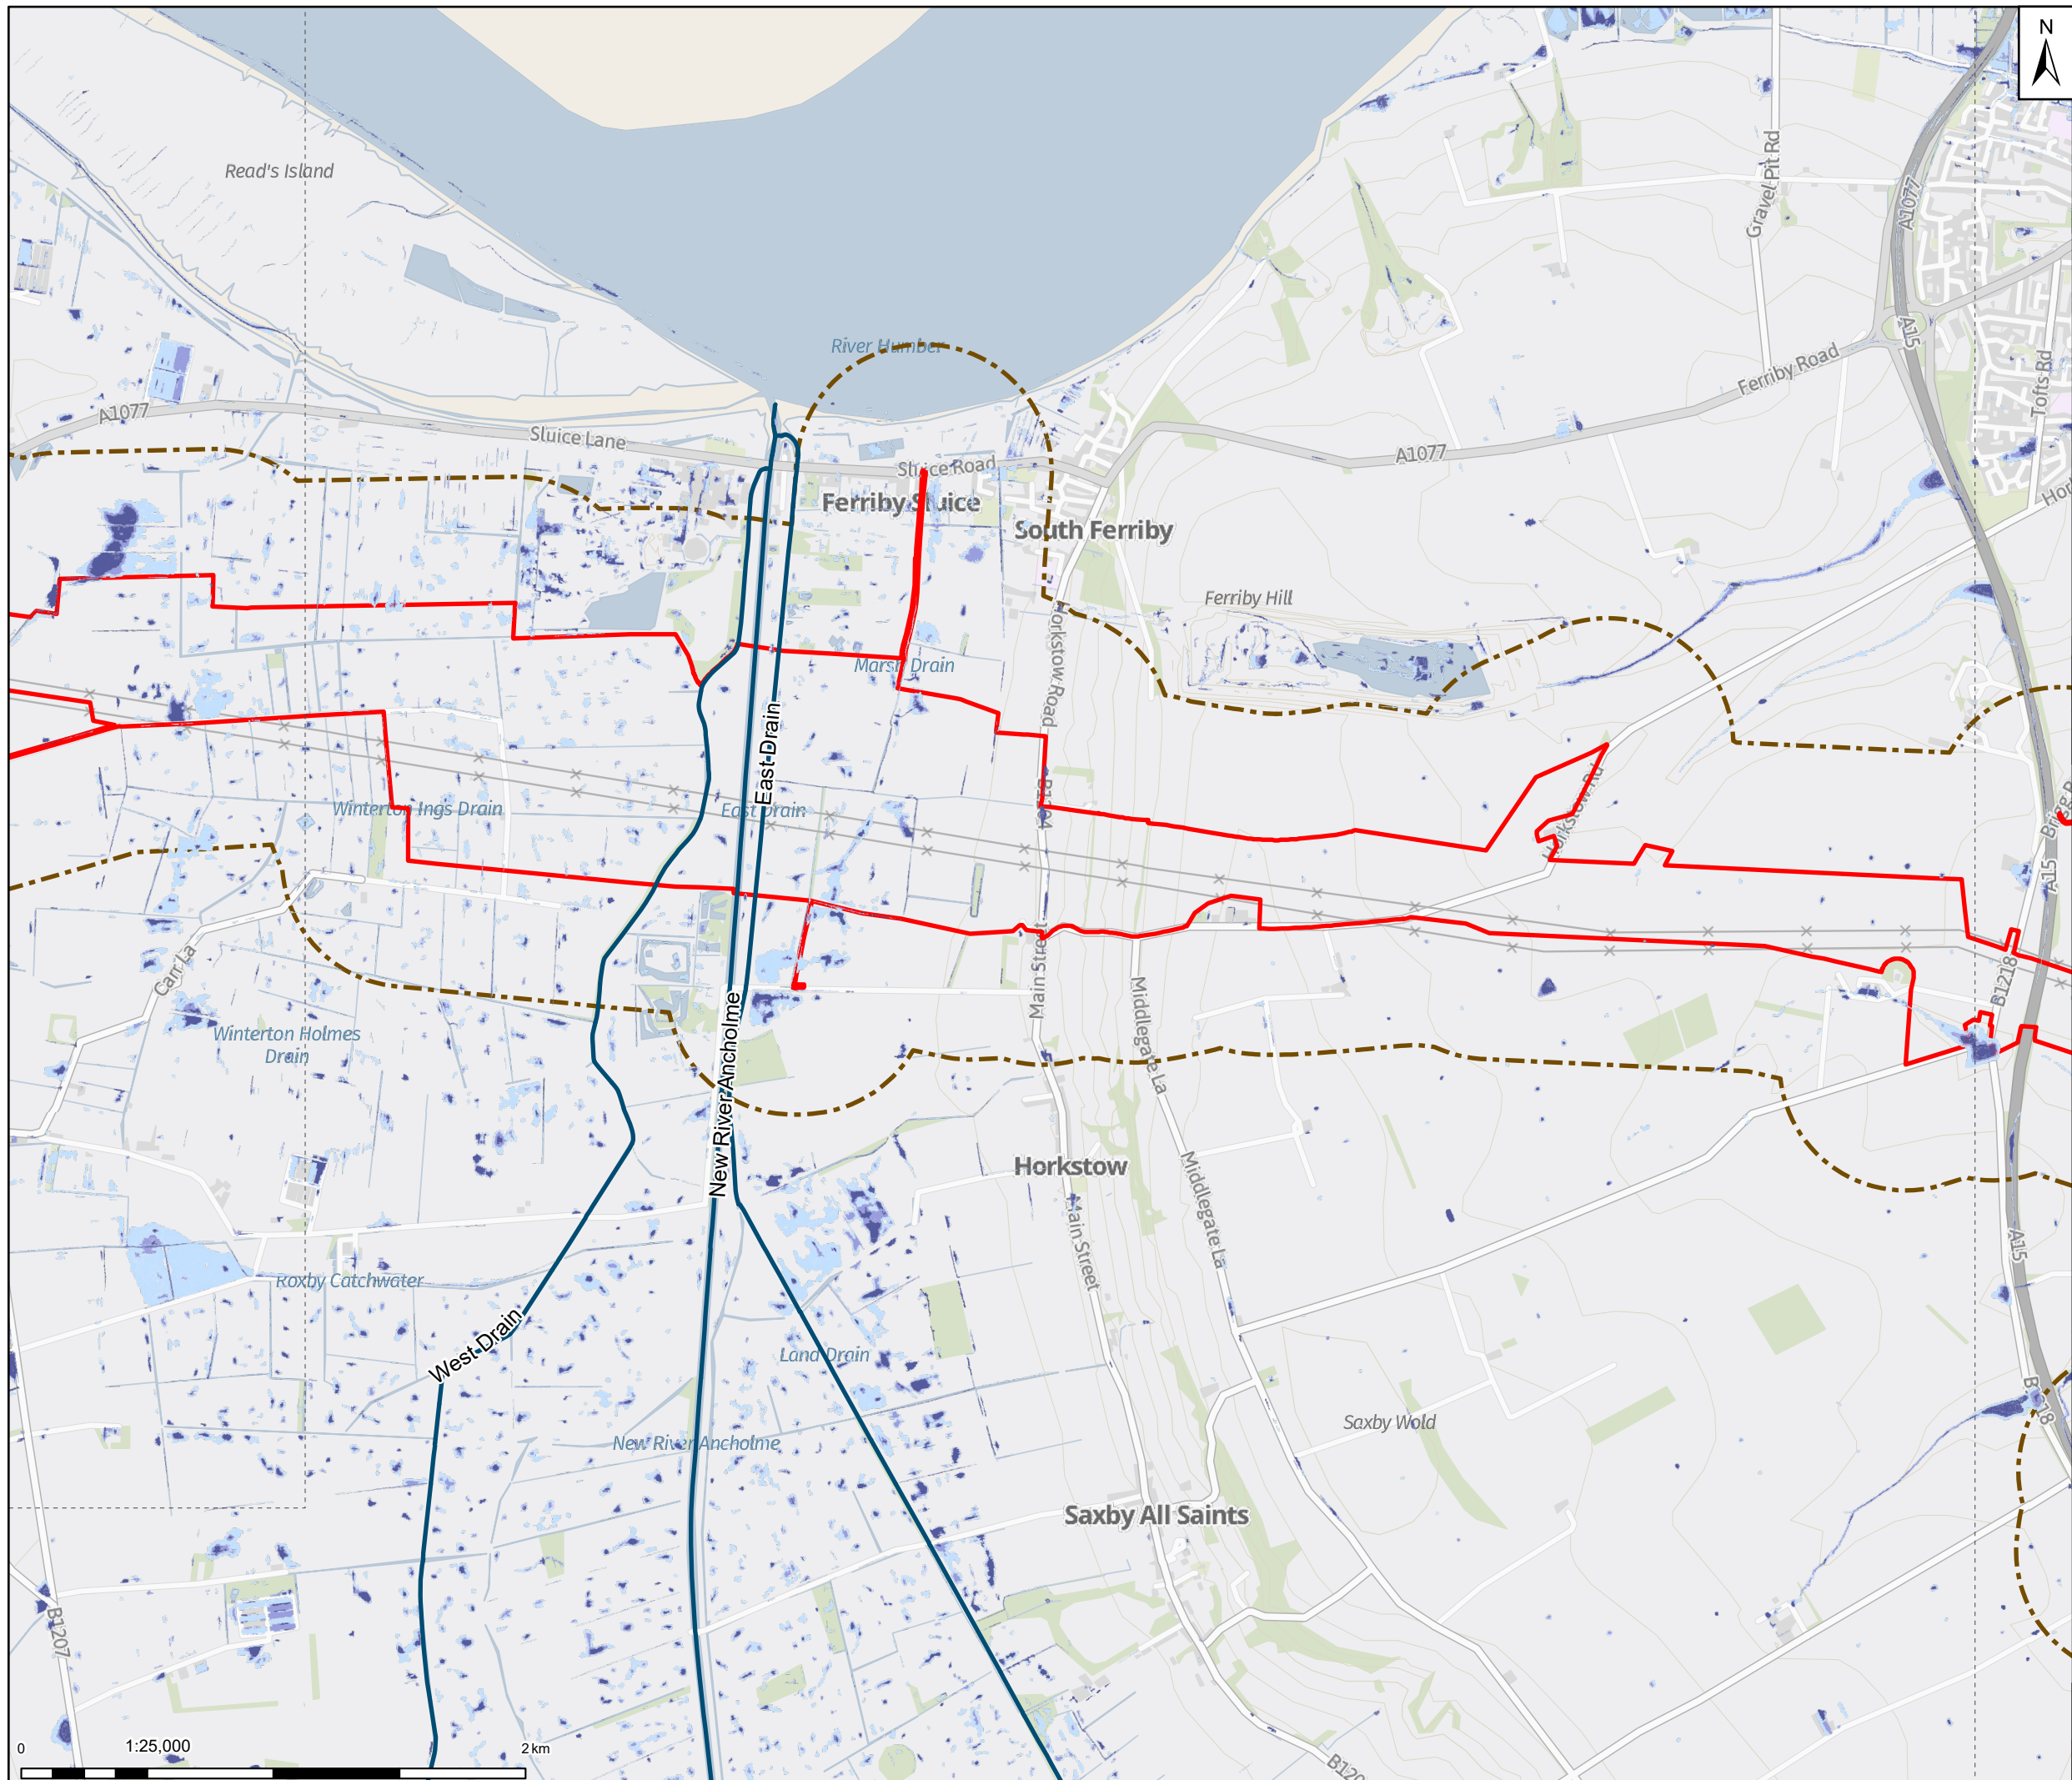 N
Read's Island
River Humber
Gravel Pit Rd
A1077
A15
Ferriby Road
Tofts Rd
A1077
Sluice Lane
Sluice Road
A1077
Ferriby Sluice
South Ferriby
Ferriby Hill
Horkstow Road
Marsh Drain
East Drain
Winterton Ings Drain
East Drain
B1204
Horkstow Rd
A15
Carr La
Main Street
B1218
Winterton Holmes
Drain
New River Ancholme
Middlegate La
Horkstow
Main Street
Middlegate La
A15
Roxby Catchwater
West Drain
Land Drain
New River Ancholme
Saxby Wold
Saxby All Saints
B1207
0
1:25,000
2 km